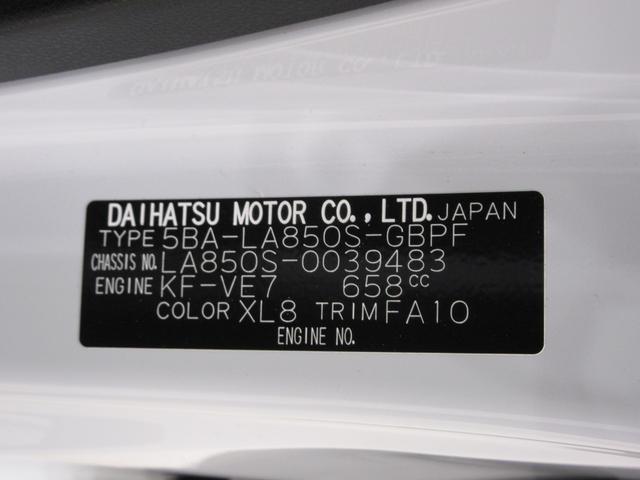 DAIHATSU MOTOR CO., LTD. JAPAN
TYPE 5BA-LA850S-GBPF
CHASSIS NO. LA850S-0039483
ENGINE KF-VE7 658cc
COLOR XL8 TRIM FA10
ENGINE NO.